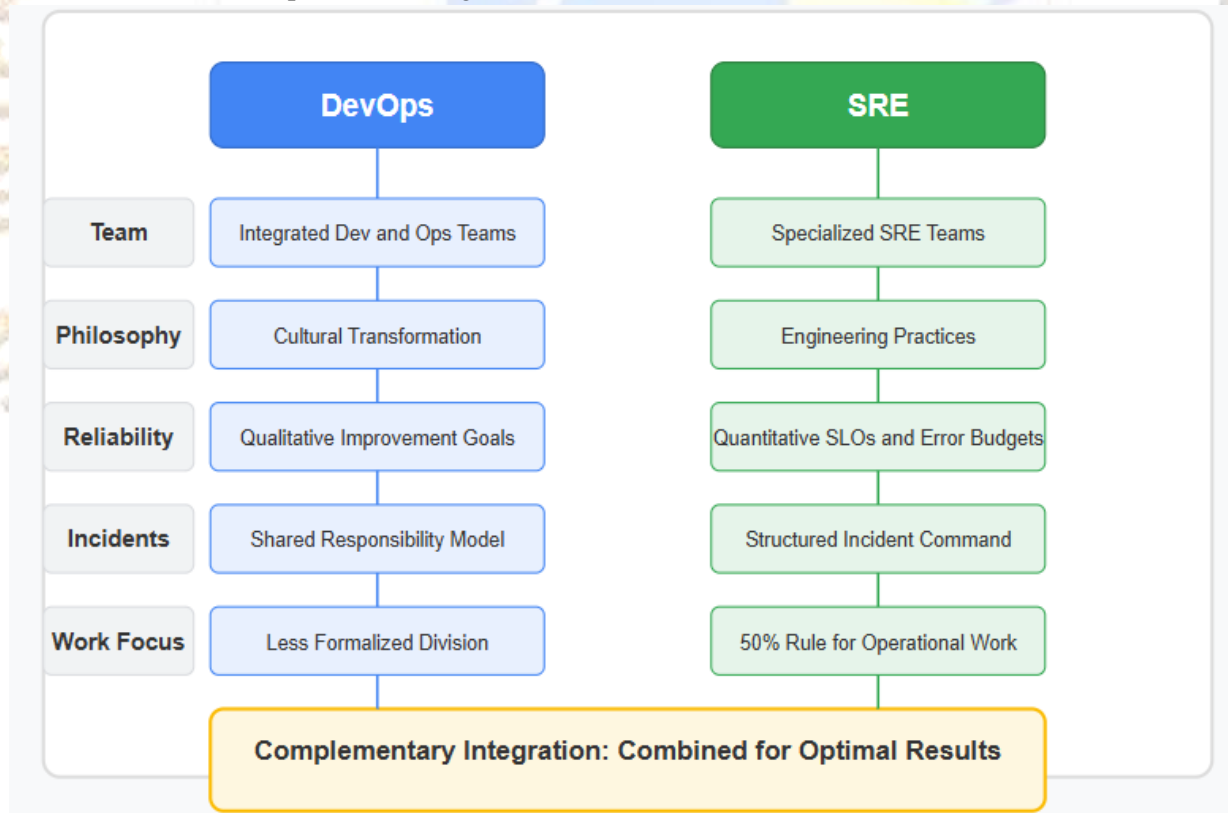 DevOps
SRE
Team
Integrated Dev and Ops Teams
Specialized SRE Teams
Philosophy
Cultural Transformation
Engineering Practices
Reliability
Qualitative Improvement Goals
Quantitative SLOs and Error Budgets
Incidents
Shared Responsibility Model
Structured Incident Command
Work Focus
Less Formalized Division
50% Rule for Operational Work
Complementary Integration: Combined for Optimal Results